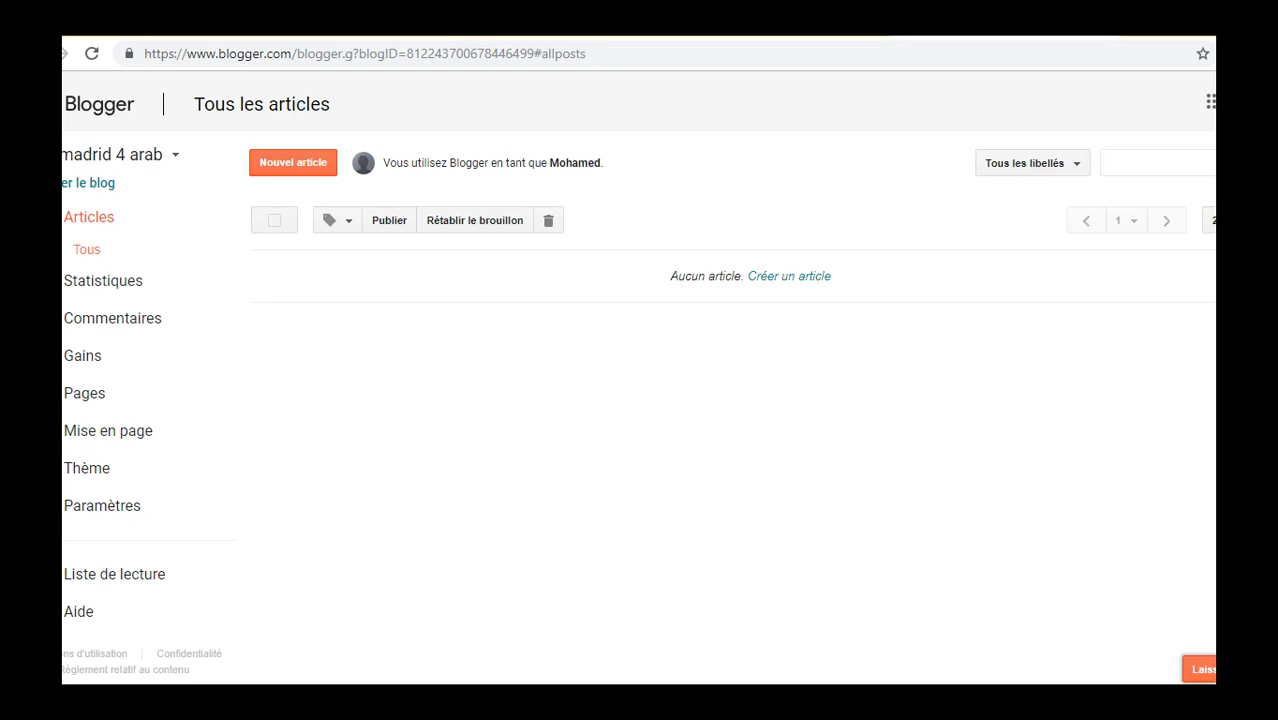 https://www.blogger.com/blogger.g?blogID=812243700678446499#allposts
Blogger
Tous les articles
madrid 4 arab
er le blog
Nouvel article
Vous utilisez Blogger en tant que Mohamed.
Tous les libellés
Articles
Tous
Publier
Rétablir le brouillon
1
2
Aucun article. Créer un article
Statistiques
Commentaires
Gains
Pages
Mise en page
Thème
Paramètres
Liste de lecture
Aide
ons d'utilisation
Confidentialité
Règlement relatif au contenu
Laiss